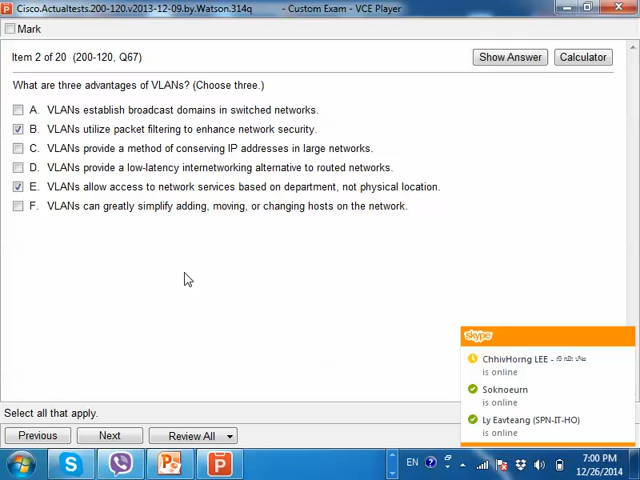 Cisco.Actualtests.200-120.v2013-12-09.by.Watson.314q - Custom Exam - VCE Player
Mark
Item 2 of 20 (200-120, Q67)
Show Answer
Calculator
What are three advantages of VLANs? (Choose three.)
A. VLANs establish broadcast domains in switched networks.
B. VLANs utilize packet filtering to enhance network security.
C. VLANs provide a method of conserving IP addresses in large networks.
D. VLANs provide a low-latency internetworking alternative to routed networks.
E. VLANs allow access to network services based on department, not physical location.
F. VLANs can greatly simplify adding, moving, or changing hosts on the network.
skype
ChhivHorng LEE -
is online
Soknoeurn
is online
Ly Eavteang (SPN-IT-HO)
is online
Select all that apply.
Previous
Next
Review All
EN
7:00 PM
12/26/2014